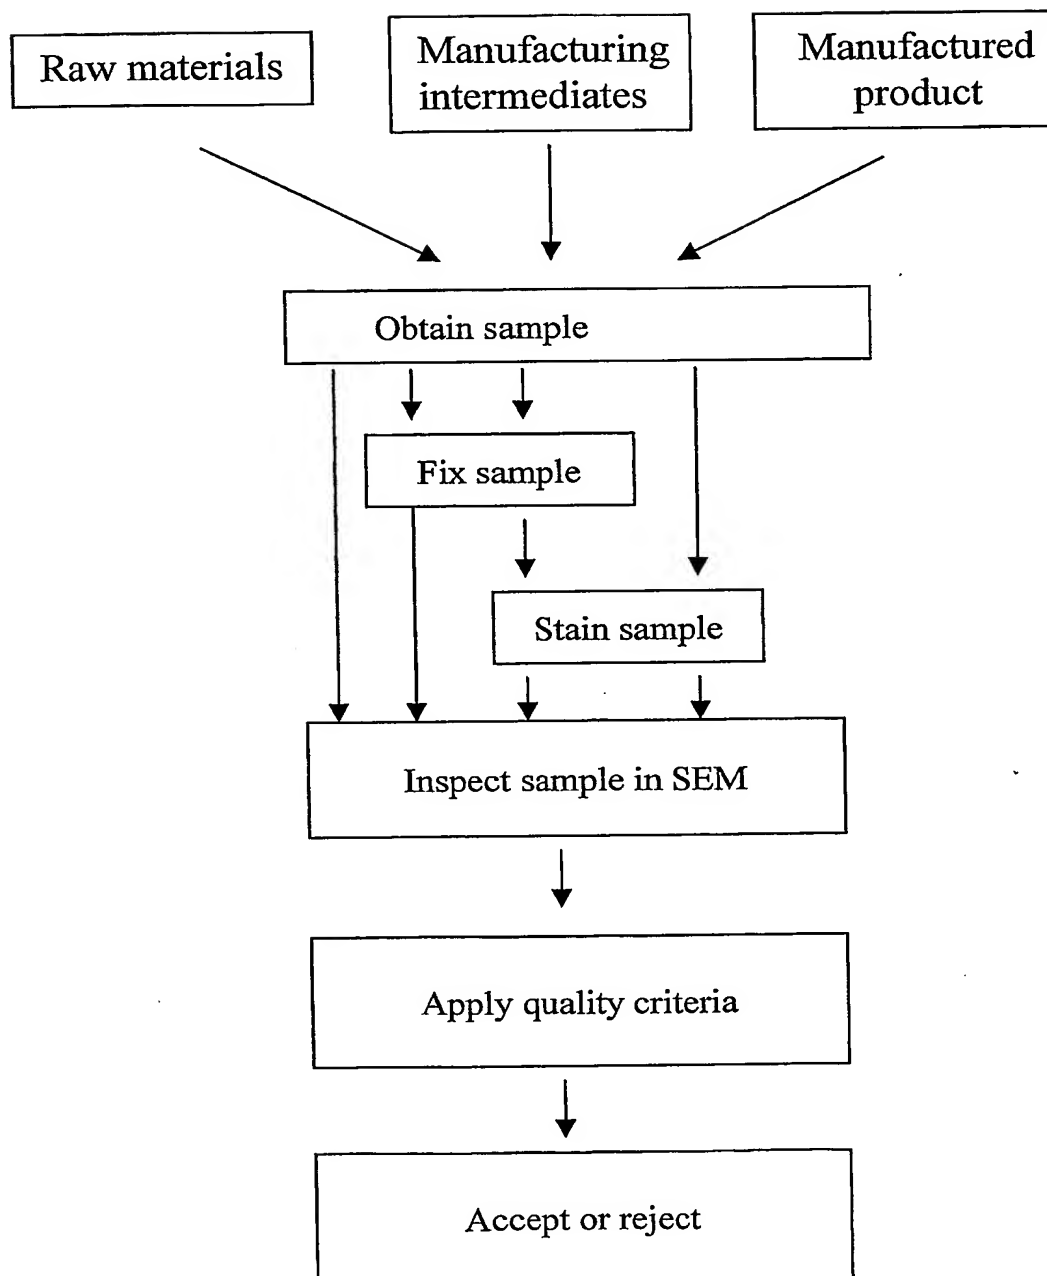 Raw materials
Manufacturing
intermediates
Manufactured
product
Obtain sample
Fix sample
Stain sample
Inspect sample in SEM
Apply quality criteria
Accept or reject